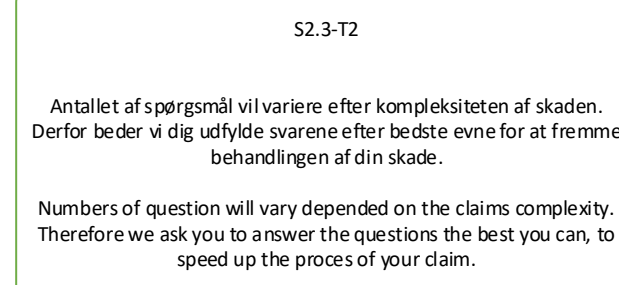 S2.3-T2
Antallet af spørgsmål vil variere efter kompleksiteten af skaden.
Derfor beder vi dig udfylde svarene efter bedste evne for at fremme
behandlingen af din skade.
Numbers of question will vary depended on the claims complexity.
Therefore we ask you to answer the questions the best you can, to
speed up the proces of your claim.